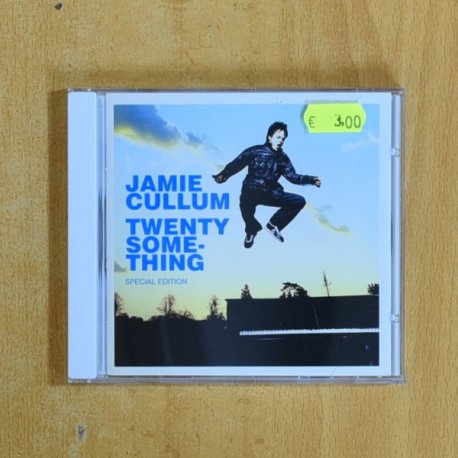 € 3,00
JAMIE
CULLUM
TWENTY
SOME-
THING
SPECIAL EDITION